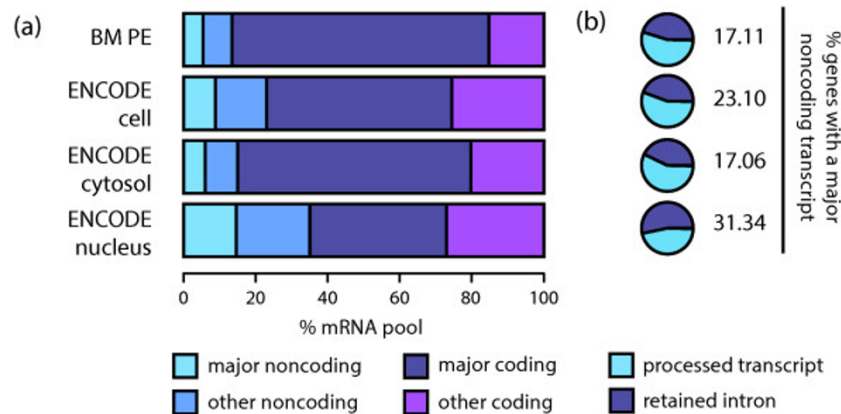 (a)
BM PE
ENCODE
cell
ENCODE
cytosol
ENCODE
nucleus
0 20 40 60 80 100
% mRNA pool
major noncoding
other noncoding
major coding
other coding
(b)
17.11
23.10
17.06
31.34
% genes with a major
noncoding transcript
processed transcript
retained intron